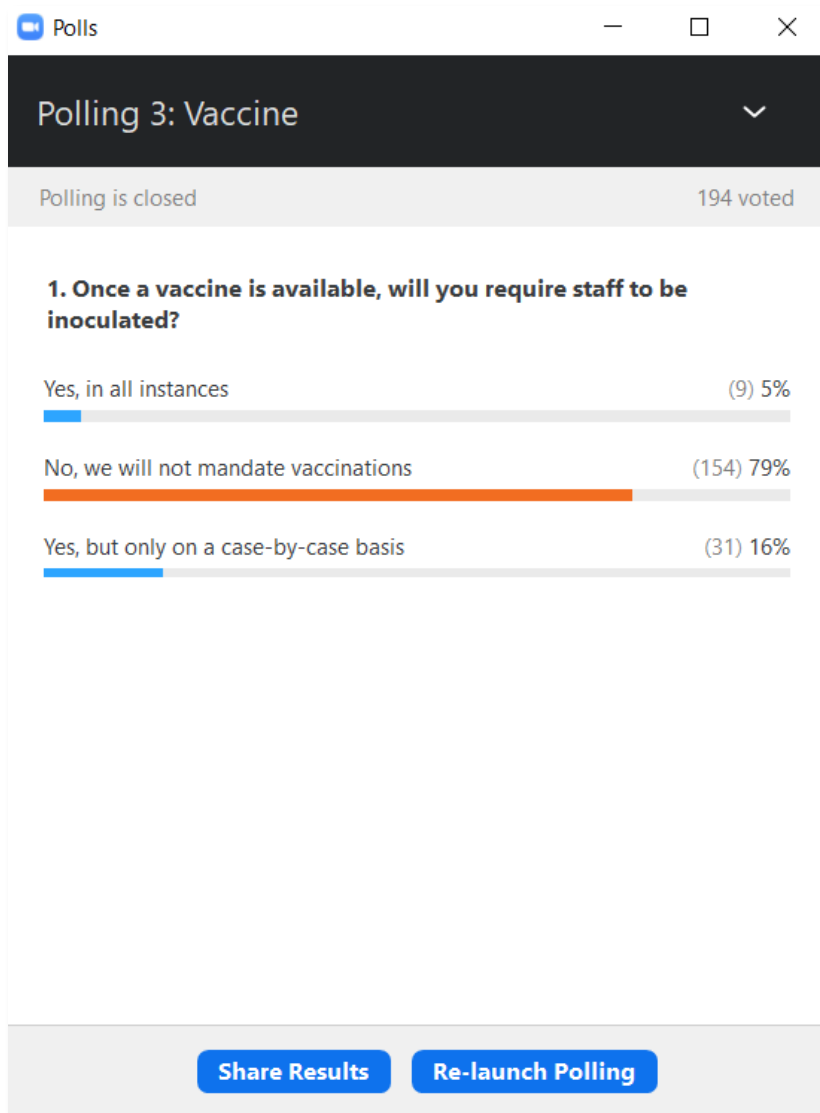 Polls
Polling 3: Vaccine
Polling is closed 194 voted
1. Once a vaccine is available, will you require staff to be
inoculated?
Yes, in all instances (9) 5%
No, we will not mandate vaccinations (154) 79%
Yes, but only on a case-by-case basis (31) 16%
Share Results Re-launch Polling